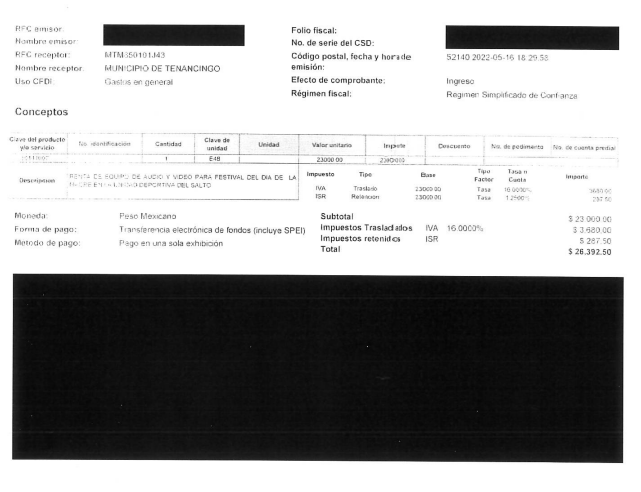 RFC emisor:
Nombre emisor:
RFC receptor: MTM850101J43
Nombre receptor: MUNICIPIO DE TENANCINGO
Uso CFDI: Gastos en general
Folio fiscal:
No. de serie del CSD:
Código postal, fecha y hora de emisión: 52140 2022-05-16 18:29:58
Efecto de comprobante: Ingreso
Régimen fiscal: Régimen Simplificado de Confianza
Conceptos
Clave del producto y/o servicio No. identificación Cantidad Clave de unidad Unidad Valor unitario Importe Descuento No. de pedimento No. de cuenta predial
1 E48 23000.00
Descripción RENTA DE EQUIPO DE AUDIO Y VIDEO PARA FESTIVAL DEL DIA DE LA
MADRE EN LA UNIDAD DEPORTIVA DEL SALTO
Impuesto Tipo Base Tipo Factor Tasa o Cuota Importe
IVA Traslado 23000.00 Tasa 16.0000% 3680.00
ISR Retención 23000.00 Tasa 1.2500% 287.50
Moneda: Peso Mexicano
Forma de pago: Transferencia electrónica de fondos (incluye SPEI)
Método de pago: Pago en una sola exhibición
Subtotal $ 23,000.00
Impuestos Trasladados IVA 16.0000% $ 3,680.00
Impuestos retenidos ISR $ 287.50
Total $ 26,392.50